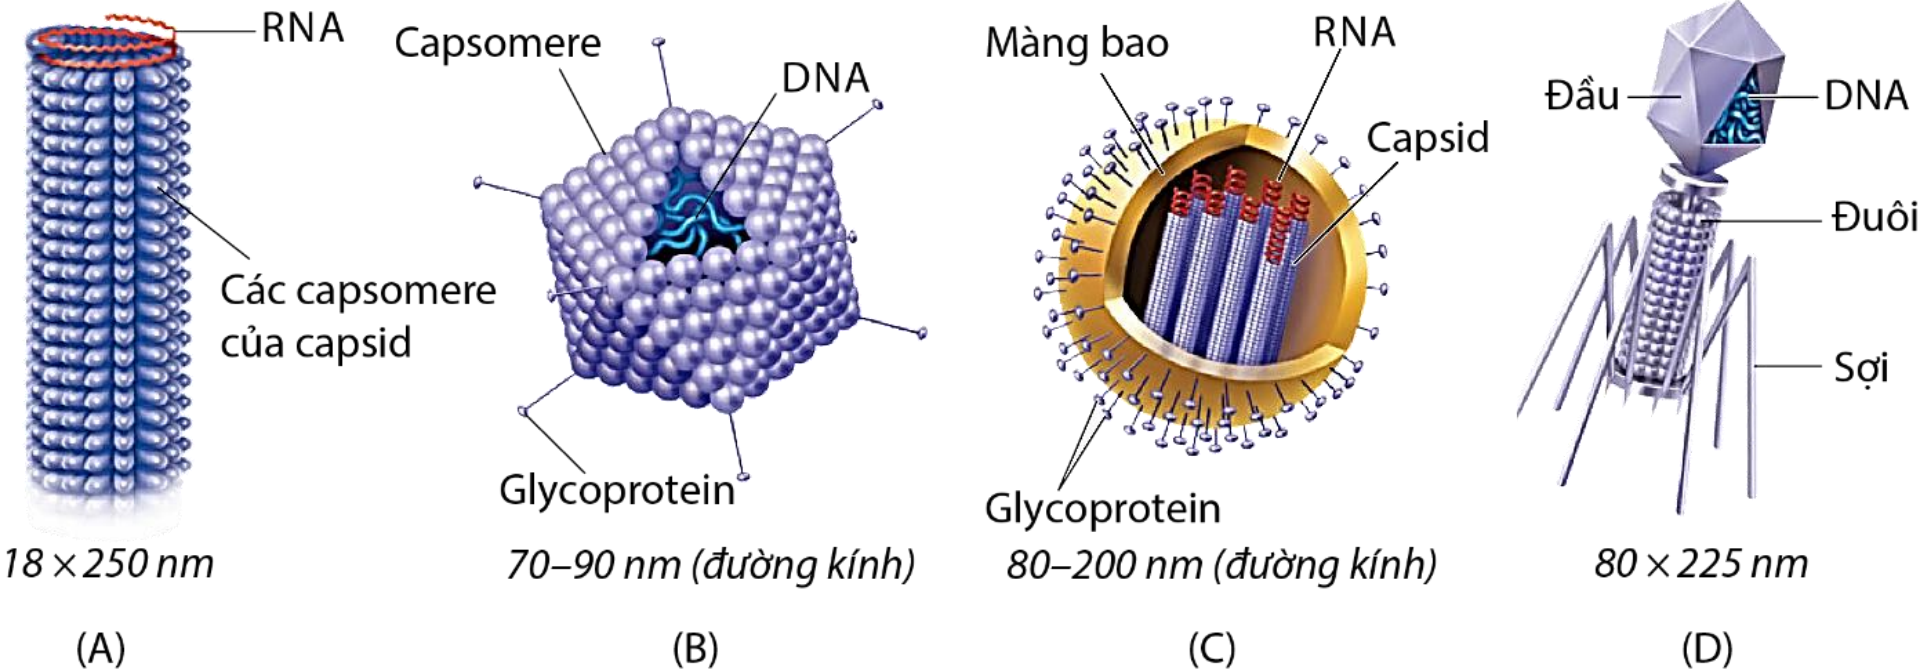 RNA
Các capsomere
của capsid
18 × 250 nm
(A)
Capsomere
DNA
Glycoprotein
70–90 nm (đường kính)
(B)
Màng bao
RNA
Capsid
Glycoprotein
80–200 nm (đường kính)
(C)
Đầu
DNA
Đuôi
Sợi
80 × 225 nm
(D)